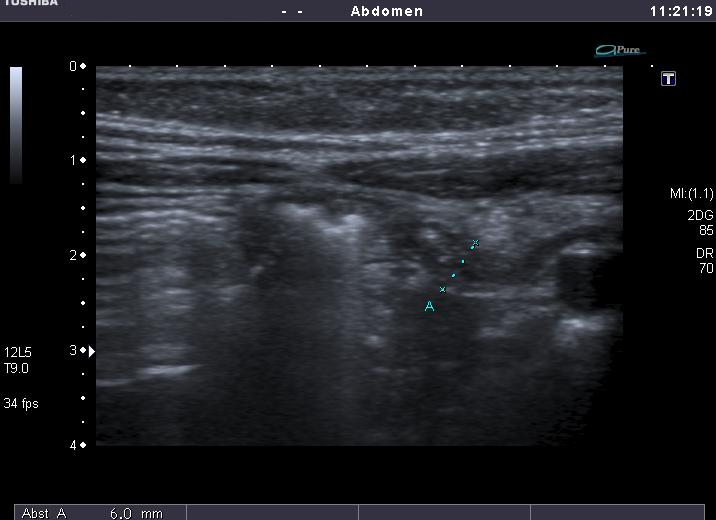 TOSHIBA
- - Abdomen 11:21:19
aPure
T
0
1
2
3
4
MI:(1.1)
2DG
85
DR
70
A
12L5
T9.0
34 fps
Abst A 6.0 mm